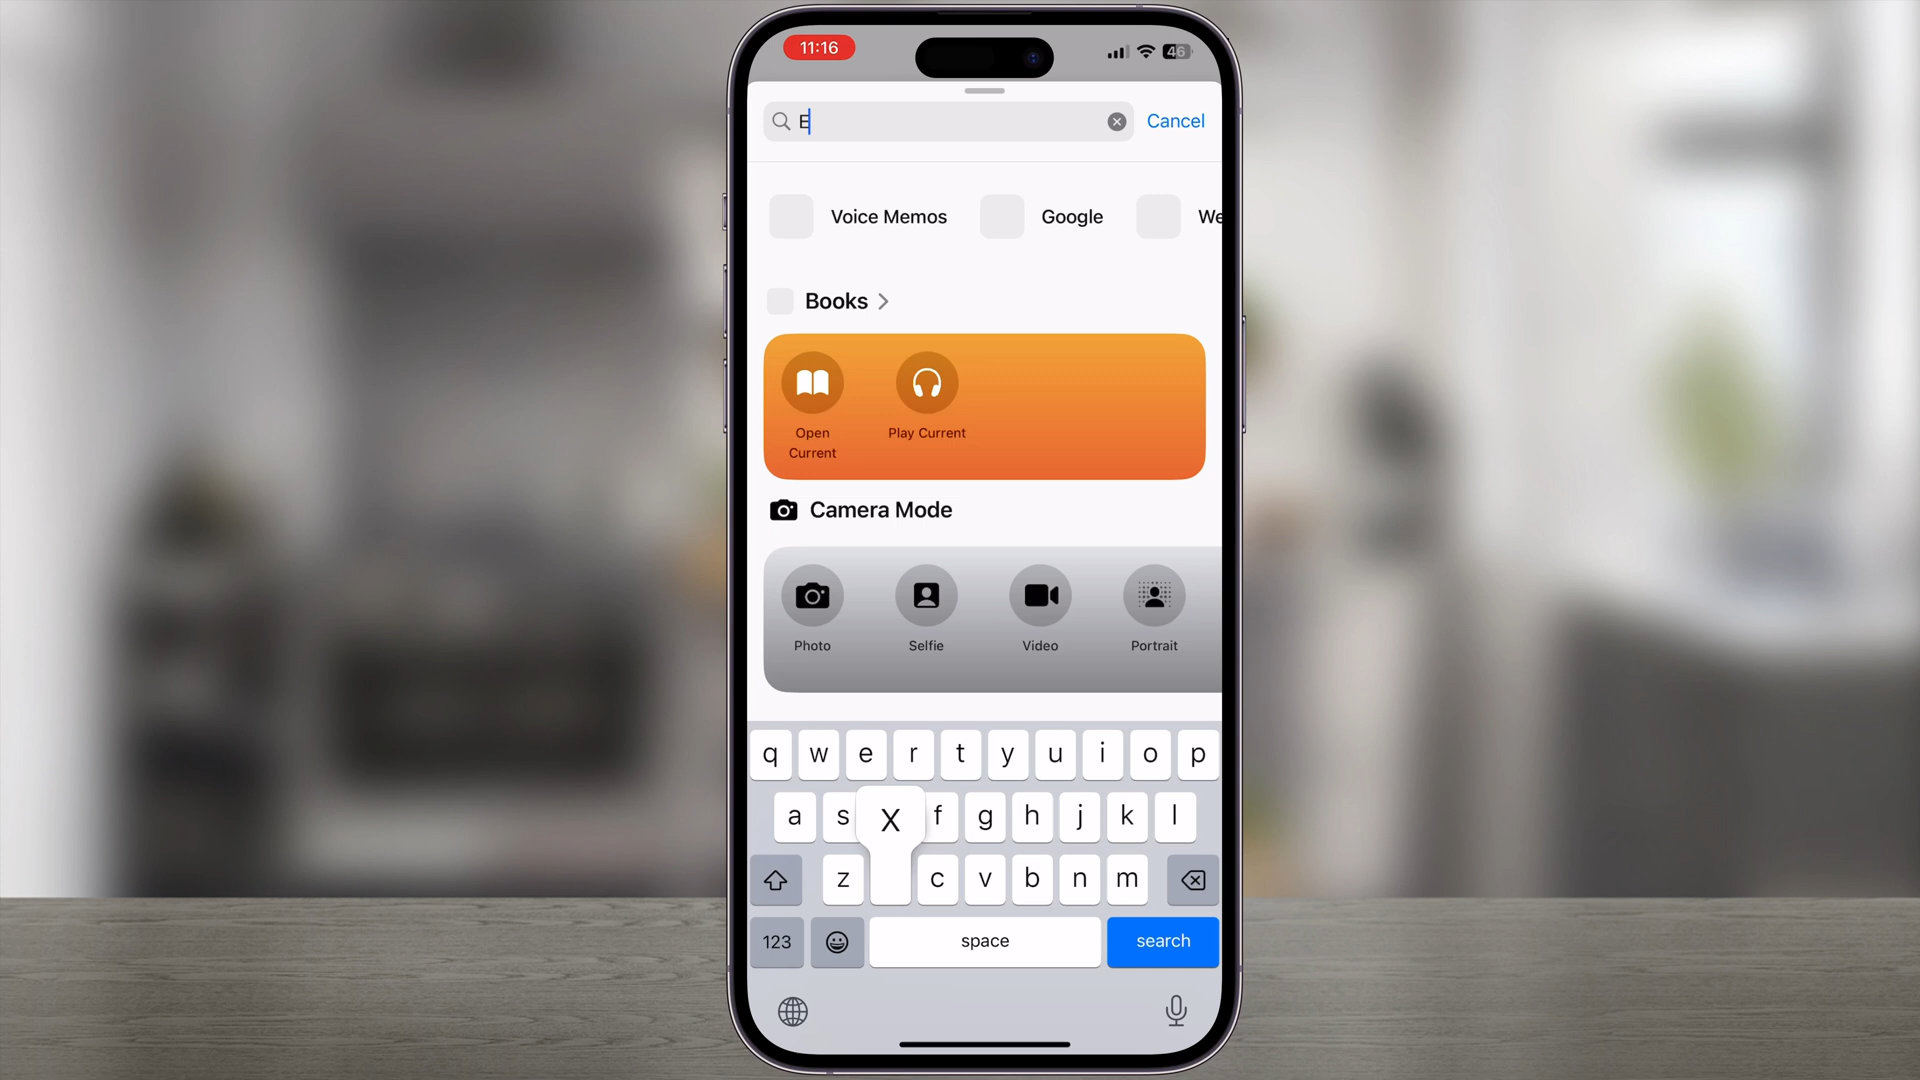 11:16
46
E
Cancel
Voice Memos
Google
We
Books
Open
Current
Play Current
Camera Mode
Photo
Selfie
Video
Portrait
q w e r t y u i o p
a s X f g h j k l
z c v b n m
123
space
search